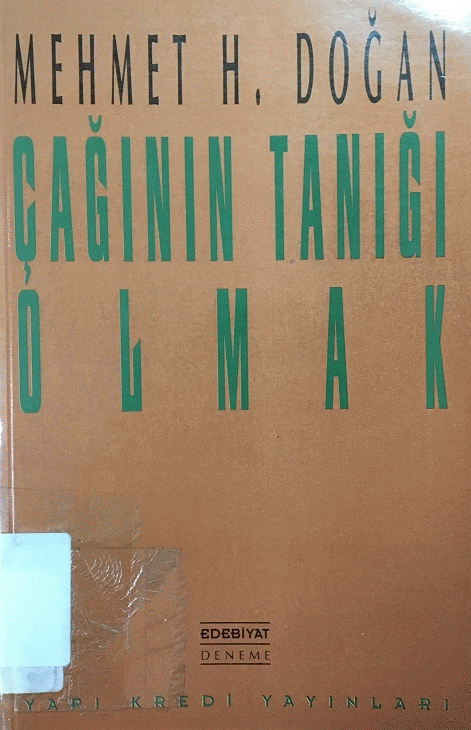 MEHMET H. DOĞAN
ÇAĞININ TANIĞI
OLMAK
EDEBİYAT
DENEME
YAPI KREDİ YAYINLARI